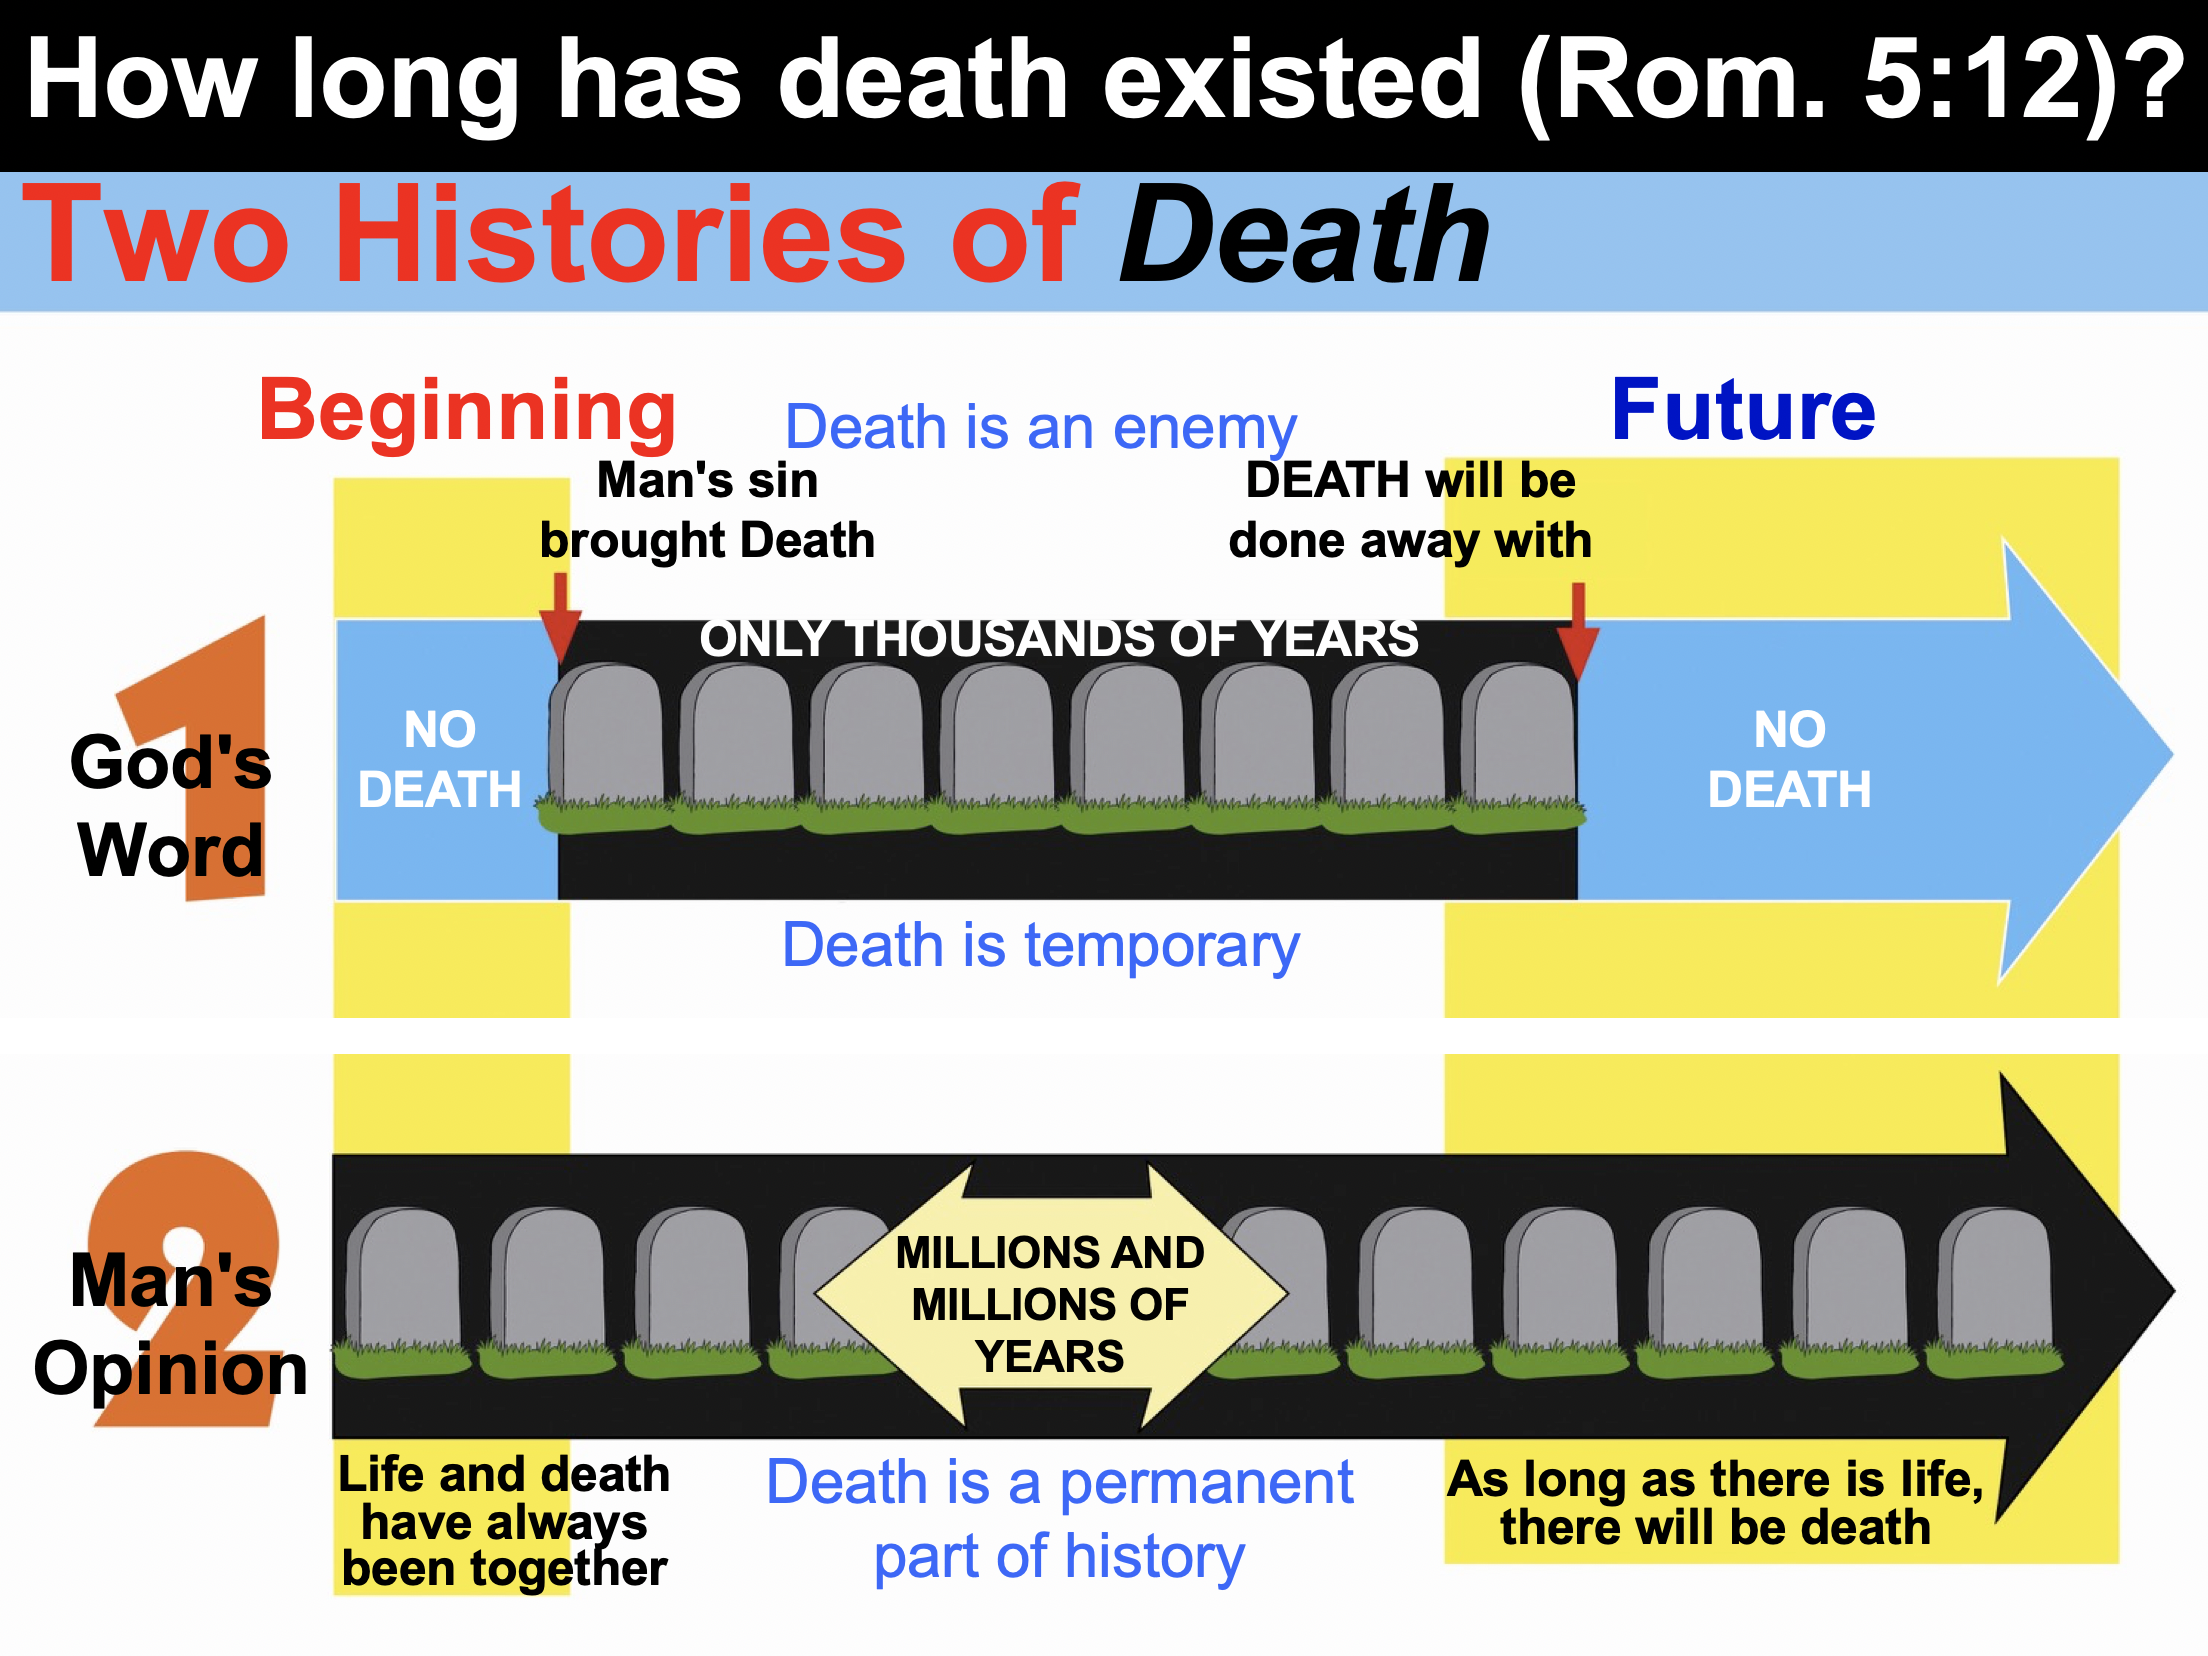 How long has death existed (Rom. 5:12)?
Two Histories of Death
Beginning
Death is an enemy
Future
Man's sin
brought Death
DEATH will be
done away with
1
God's
Word
NO
DEATH
ONLY THOUSANDS OF YEARS
NO
DEATH
Death is temporary
2
Man's
Opinion
MILLIONS AND
MILLIONS OF
YEARS
Life and death
have always
been together
Death is a permanent
part of history
As long as there is life,
there will be death